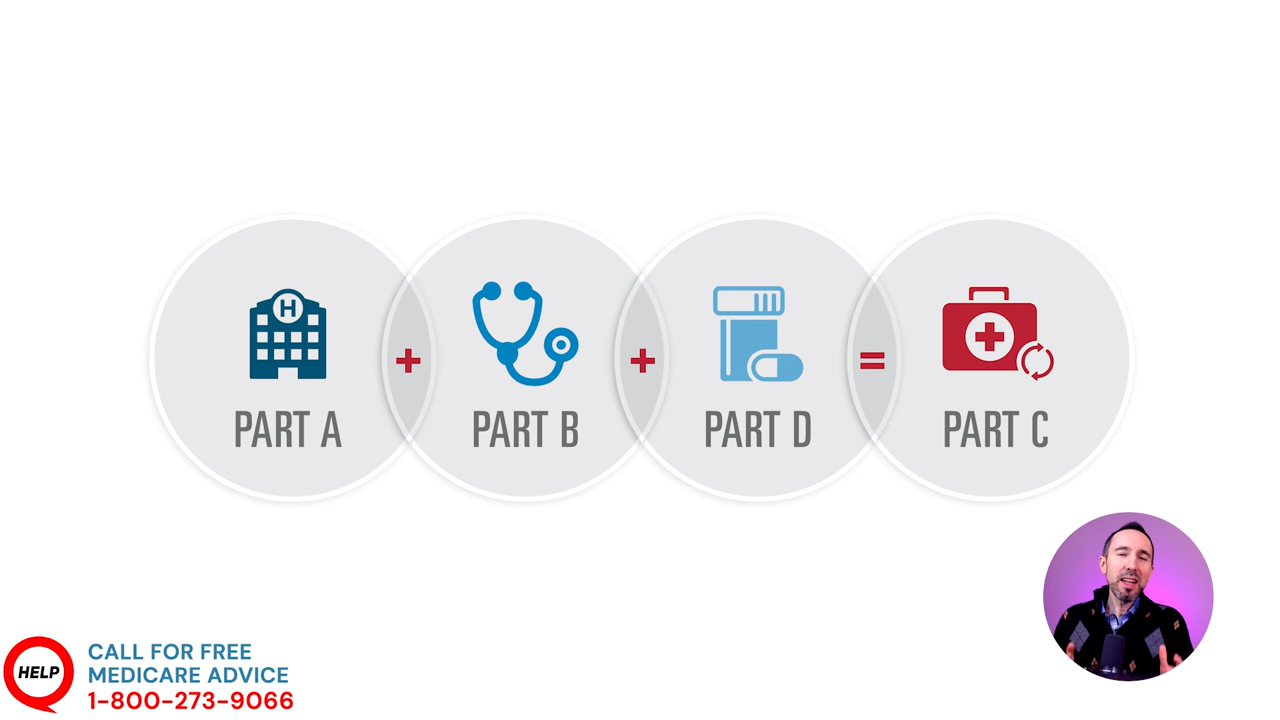 H
PART A
+
PART B
+
PART D
=
PART C
HELP
CALL FOR FREE
MEDICARE ADVICE
1-800-273-9066